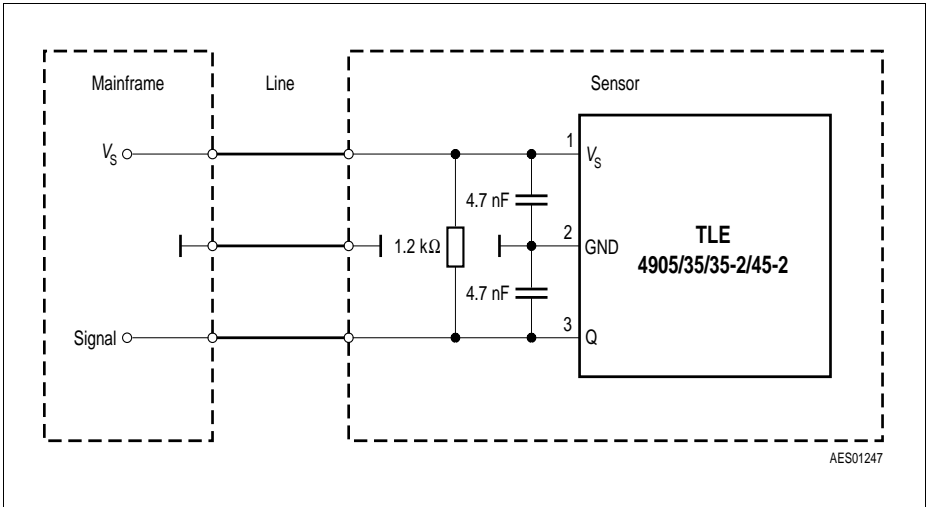 Mainframe
Line
Sensor
V_S
1
V_S
4.7 nF
1.2 kΩ
2
GND
TLE
4905/35/35-2/45-2
4.7 nF
Signal
3
Q
AES01247